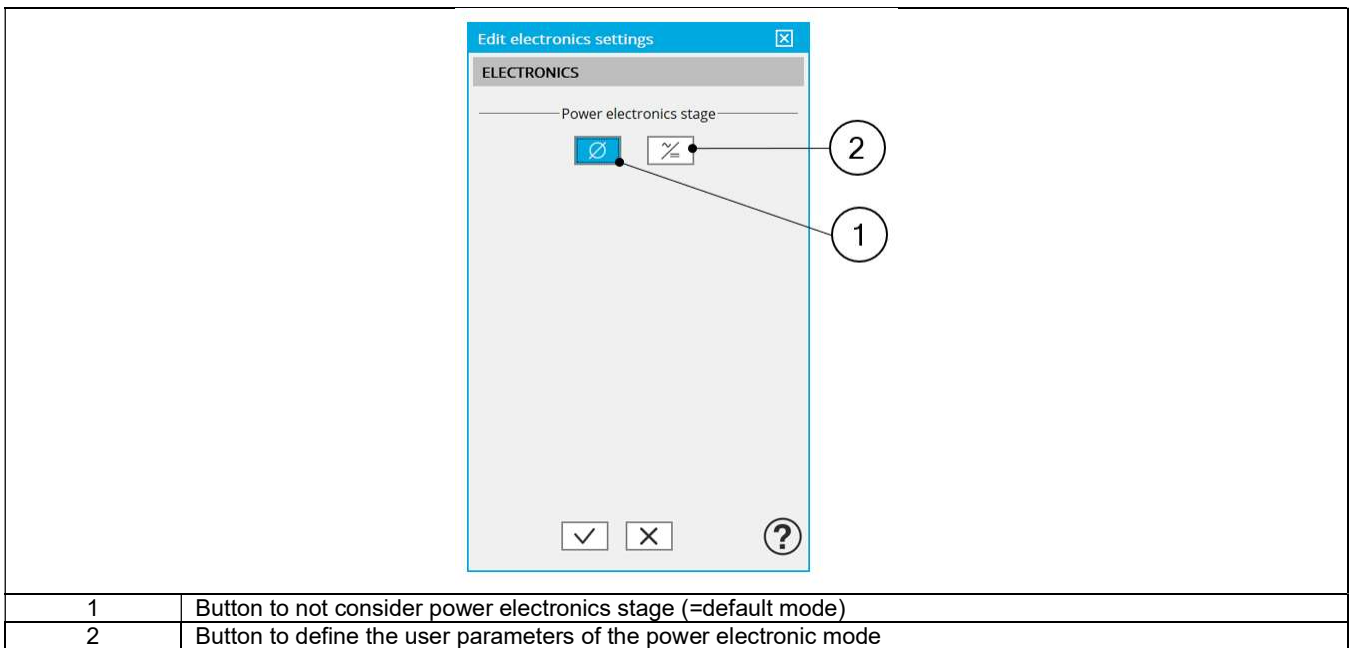 Edit electronics settings
ELECTRONICS
Power electronics stage
2
1
?
1 Button to not consider power electronics stage (=default mode)
2 Button to define the user parameters of the power electronic mode